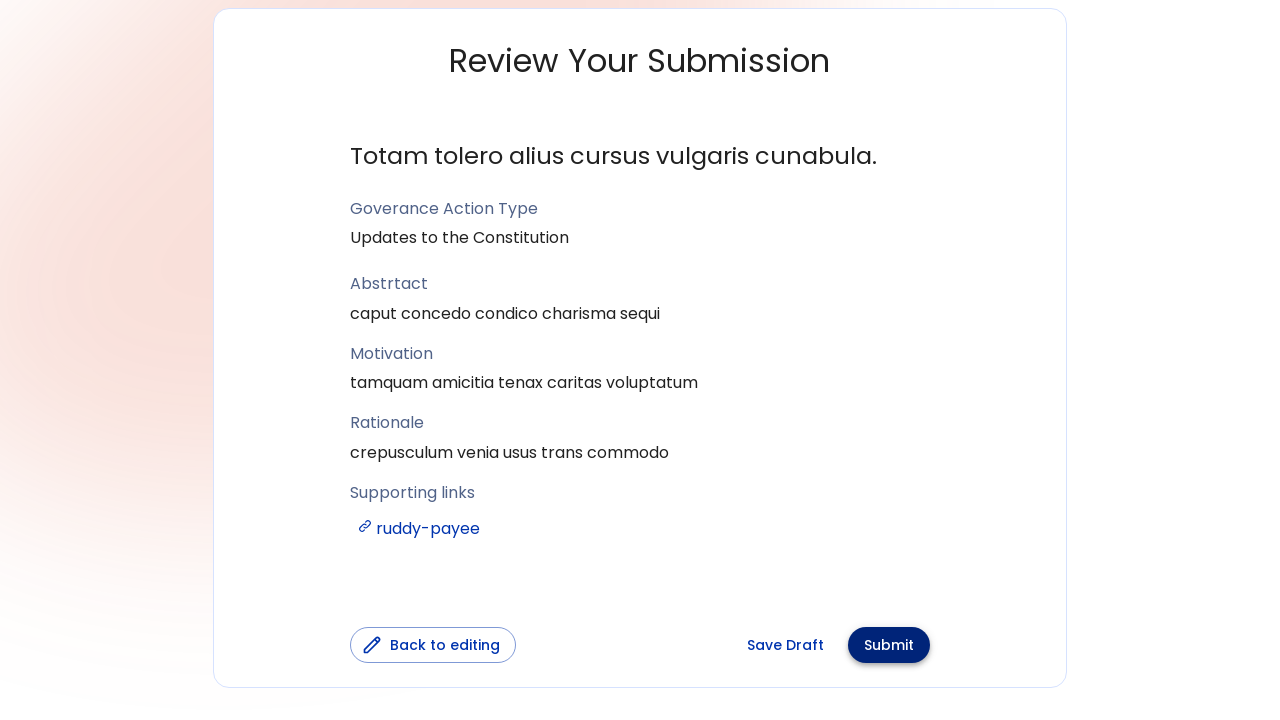 Review Your Submission
Totam tolero alius cursus vulgaris cunabula.
Goverance Action Type
Updates to the Constitution
Abstrtact
caput concedo condico charisma sequi
Motivation
tamquam amicitia tenax caritas voluptatum
Rationale
crepusculum venia usus trans commodo
Supporting links
ruddy-payee
Back to editing
Save Draft
Submit